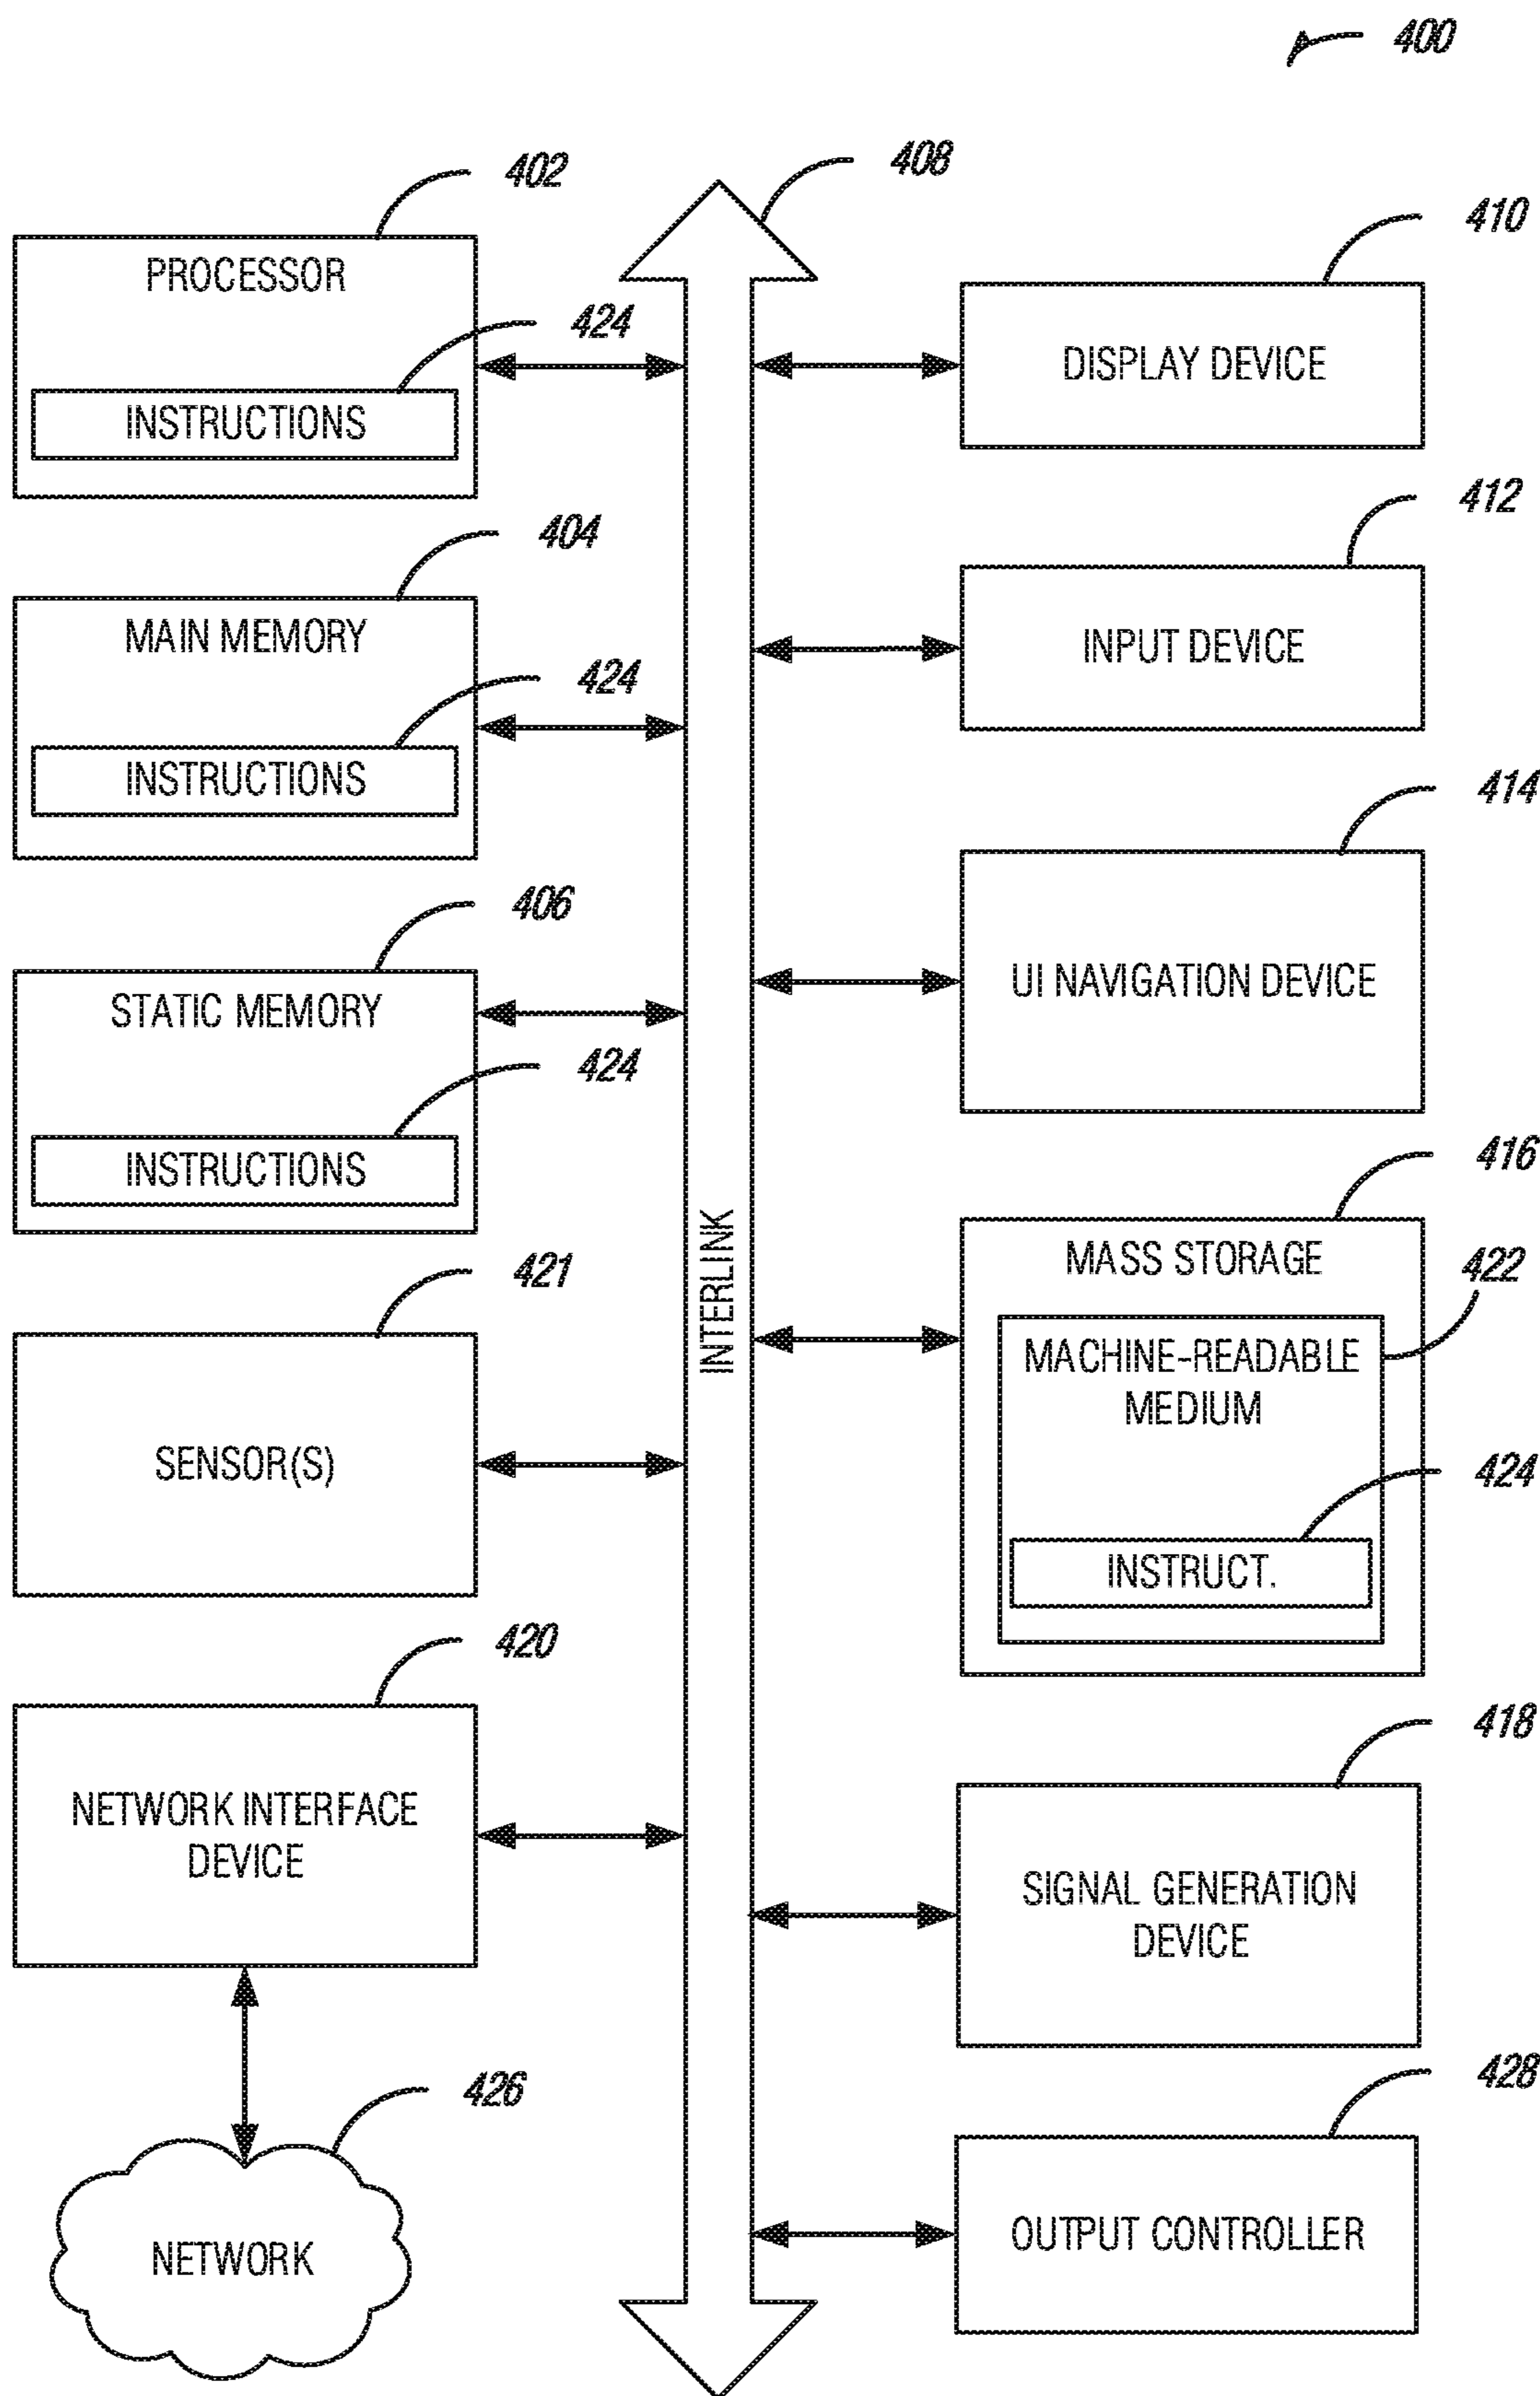 400
402
PROCESSOR
424
INSTRUCTIONS
404
MAIN MEMORY
424
INSTRUCTIONS
406
STATIC MEMORY
424
INSTRUCTIONS
421
SENSOR(S)
420
NETWORK INTERFACE
DEVICE
426
NETWORK
408
INTERLINK
410
DISPLAY DEVICE
412
INPUT DEVICE
414
UI NAVIGATION DEVICE
416
MASS STORAGE
422
MACHINE-READABLE
MEDIUM
424
INSTRUCT.
418
SIGNAL GENERATION
DEVICE
428
OUTPUT CONTROLLER